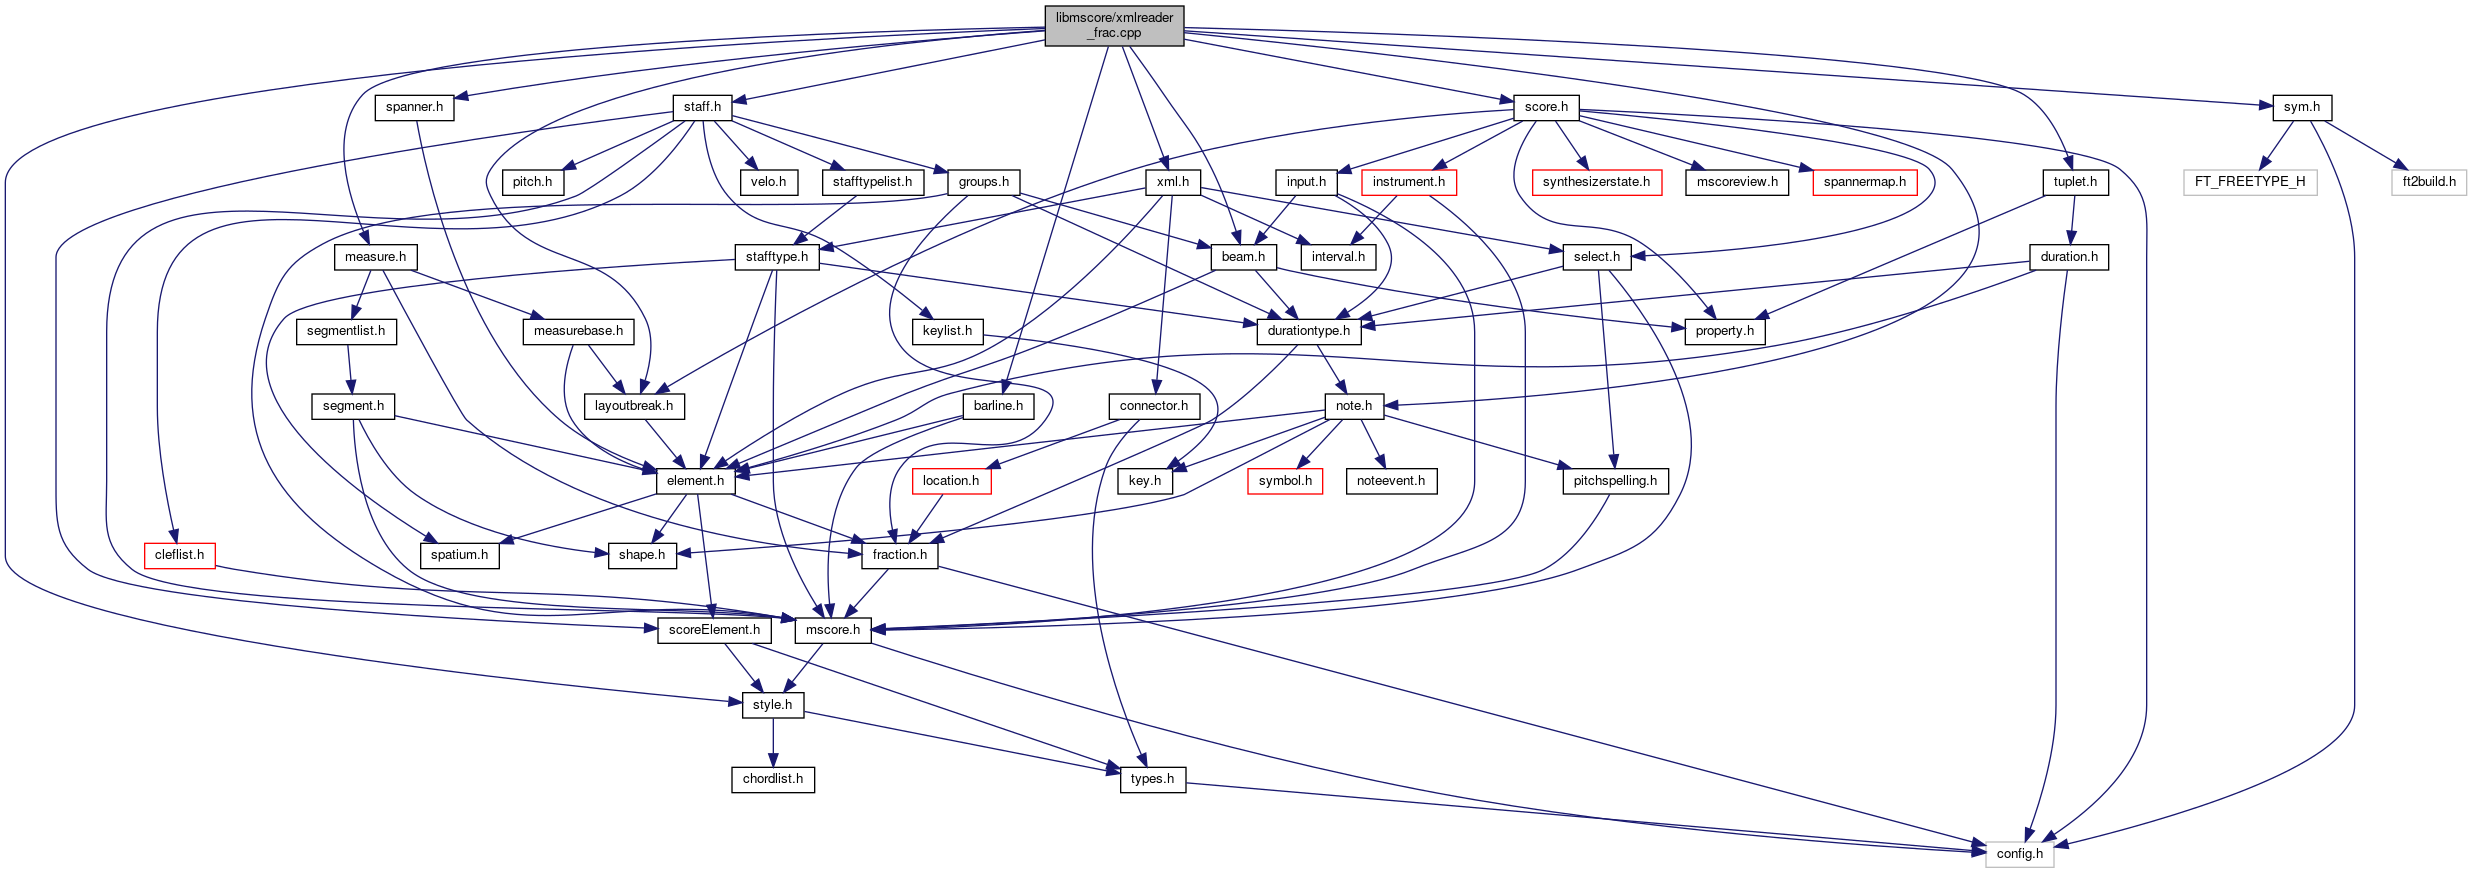 libmscore/xmlreader
_frac.cpp
spanner.h
staff.h
score.h
sym.h
pitch.h
velo.h
stafftypelist.h
groups.h
xml.h
input.h
instrument.h
synthesizerstate.h
mscoreview.h
spannermap.h
tuplet.h
FT_FREETYPE_H
ft2build.h
measure.h
stafftype.h
beam.h
interval.h
select.h
duration.h
segmentlist.h
measurebase.h
keylist.h
durationtype.h
property.h
segment.h
layoutbreak.h
barline.h
connector.h
note.h
element.h
location.h
key.h
symbol.h
noteevent.h
pitchspelling.h
cleflist.h
spatium.h
shape.h
fraction.h
scoreElement.h
mscore.h
style.h
chordlist.h
types.h
config.h